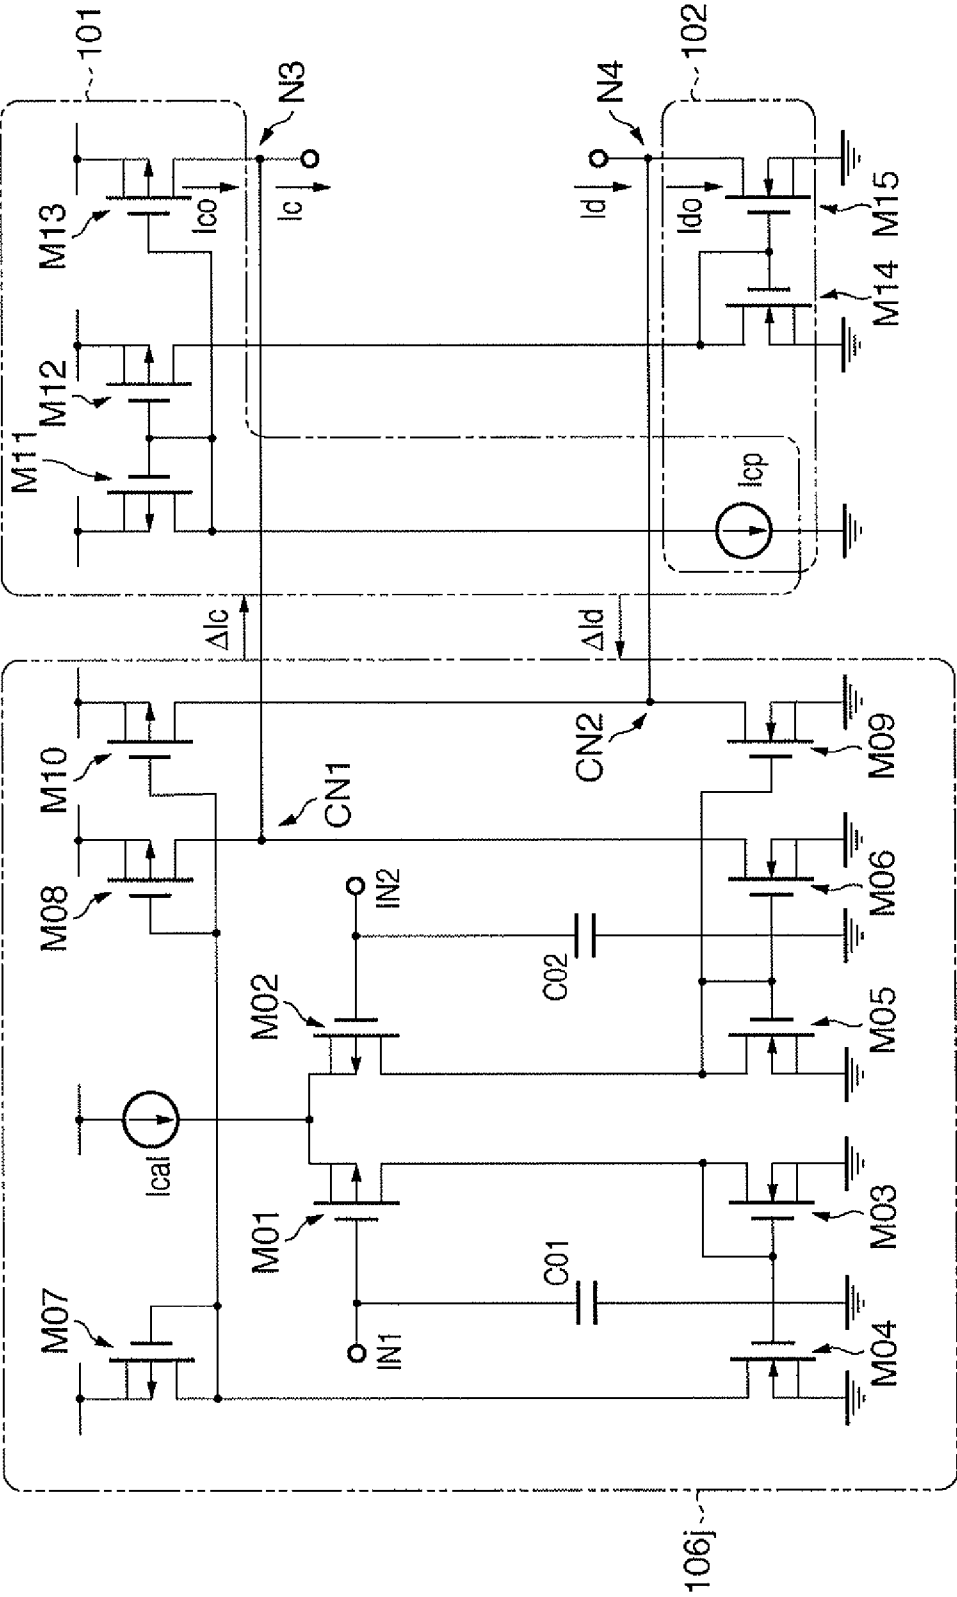 101
102
N3
N4
M13
Ico
Ic
Id
Ido
M15
M14
M12
M11
Icp
ΔIc
ΔId
M10
CN2
M09
CN1
M08
IN2
M06
C02
M02
M05
Ical
M01
M03
C01
M07
IN1
M04
106j